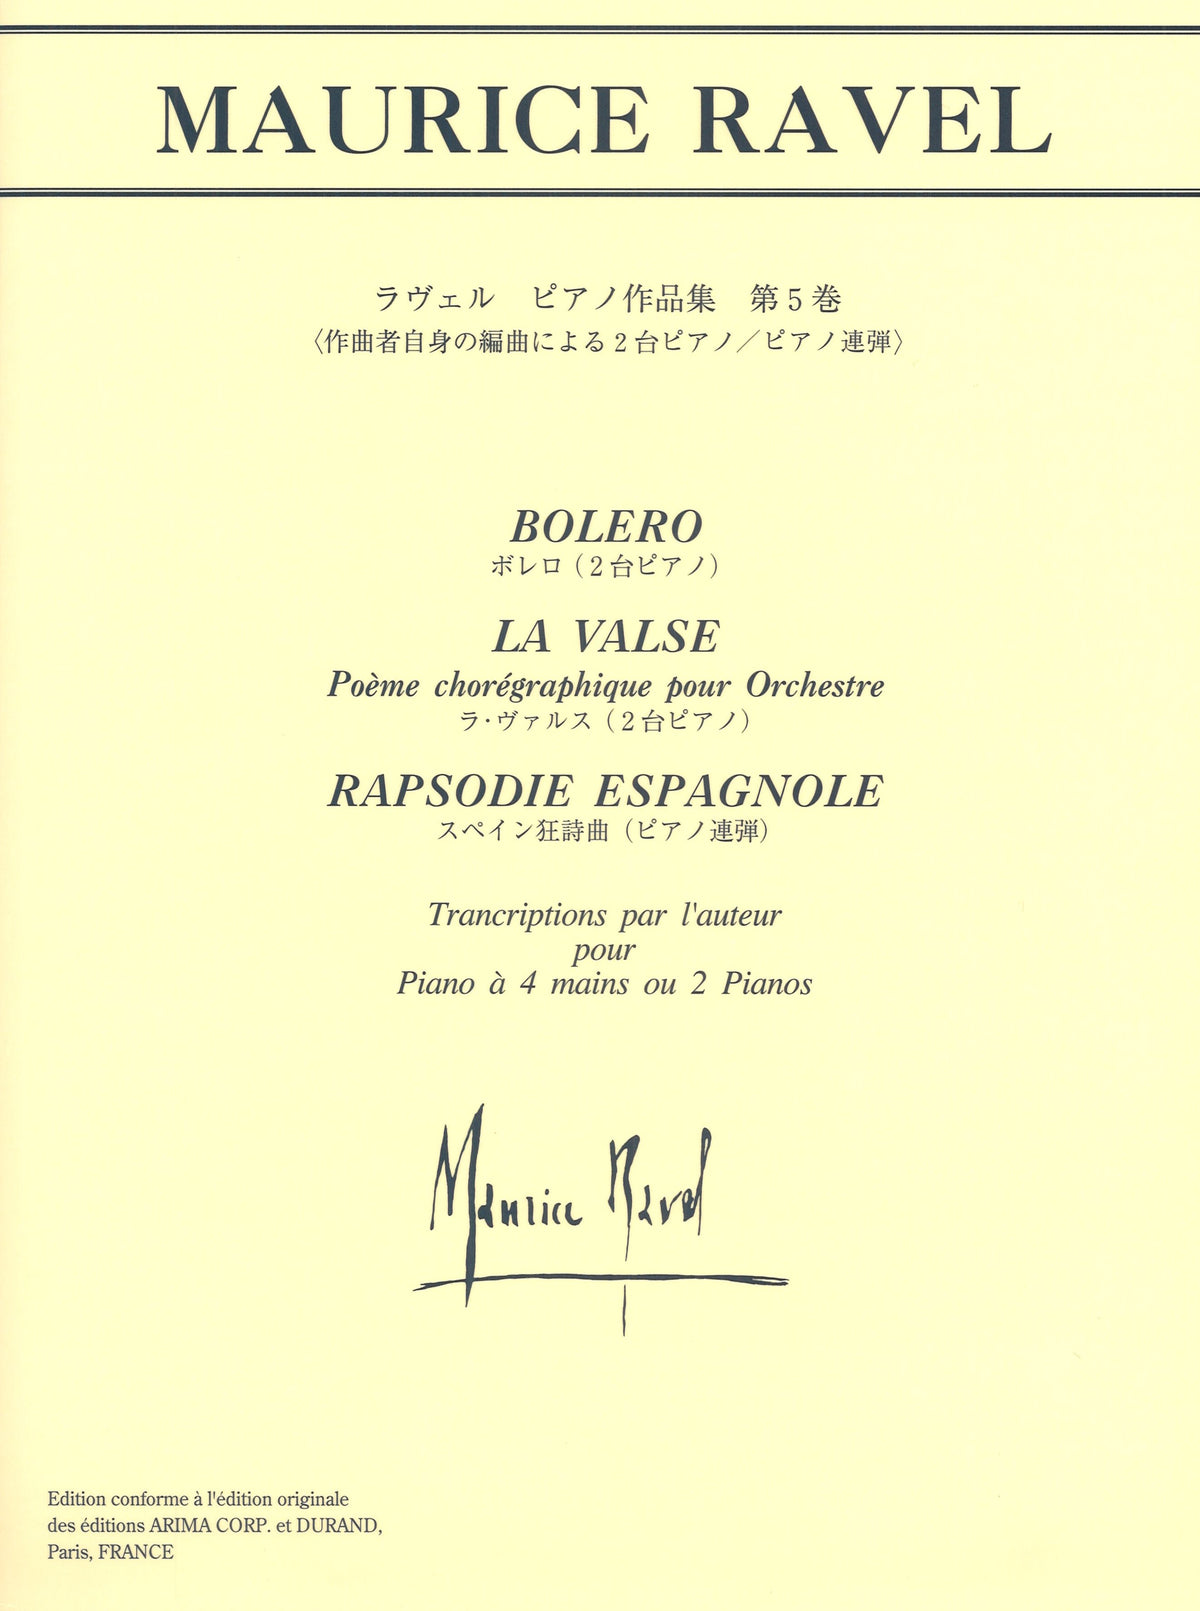 MAURICE RAVEL
ラヴェル ピアノ作品集 第5巻
〈作曲者自身の編曲による2台ピアノ／ピアノ連弾〉
BOLERO
ボレロ（2台ピアノ）
LA VALSE
Poème chorégraphique pour Orchestre
ラ・ヴァルス（2台ピアノ）
RAPSODIE ESPAGNOLE
スペイン狂詩曲（ピアノ連弾）
Trancriptions par l'auteur
pour
Piano à 4 mains ou 2 Pianos
Maurice Ravel
Edition conforme à l'édition originale
des éditions ARIMA CORP. et DURAND,
Paris, FRANCE